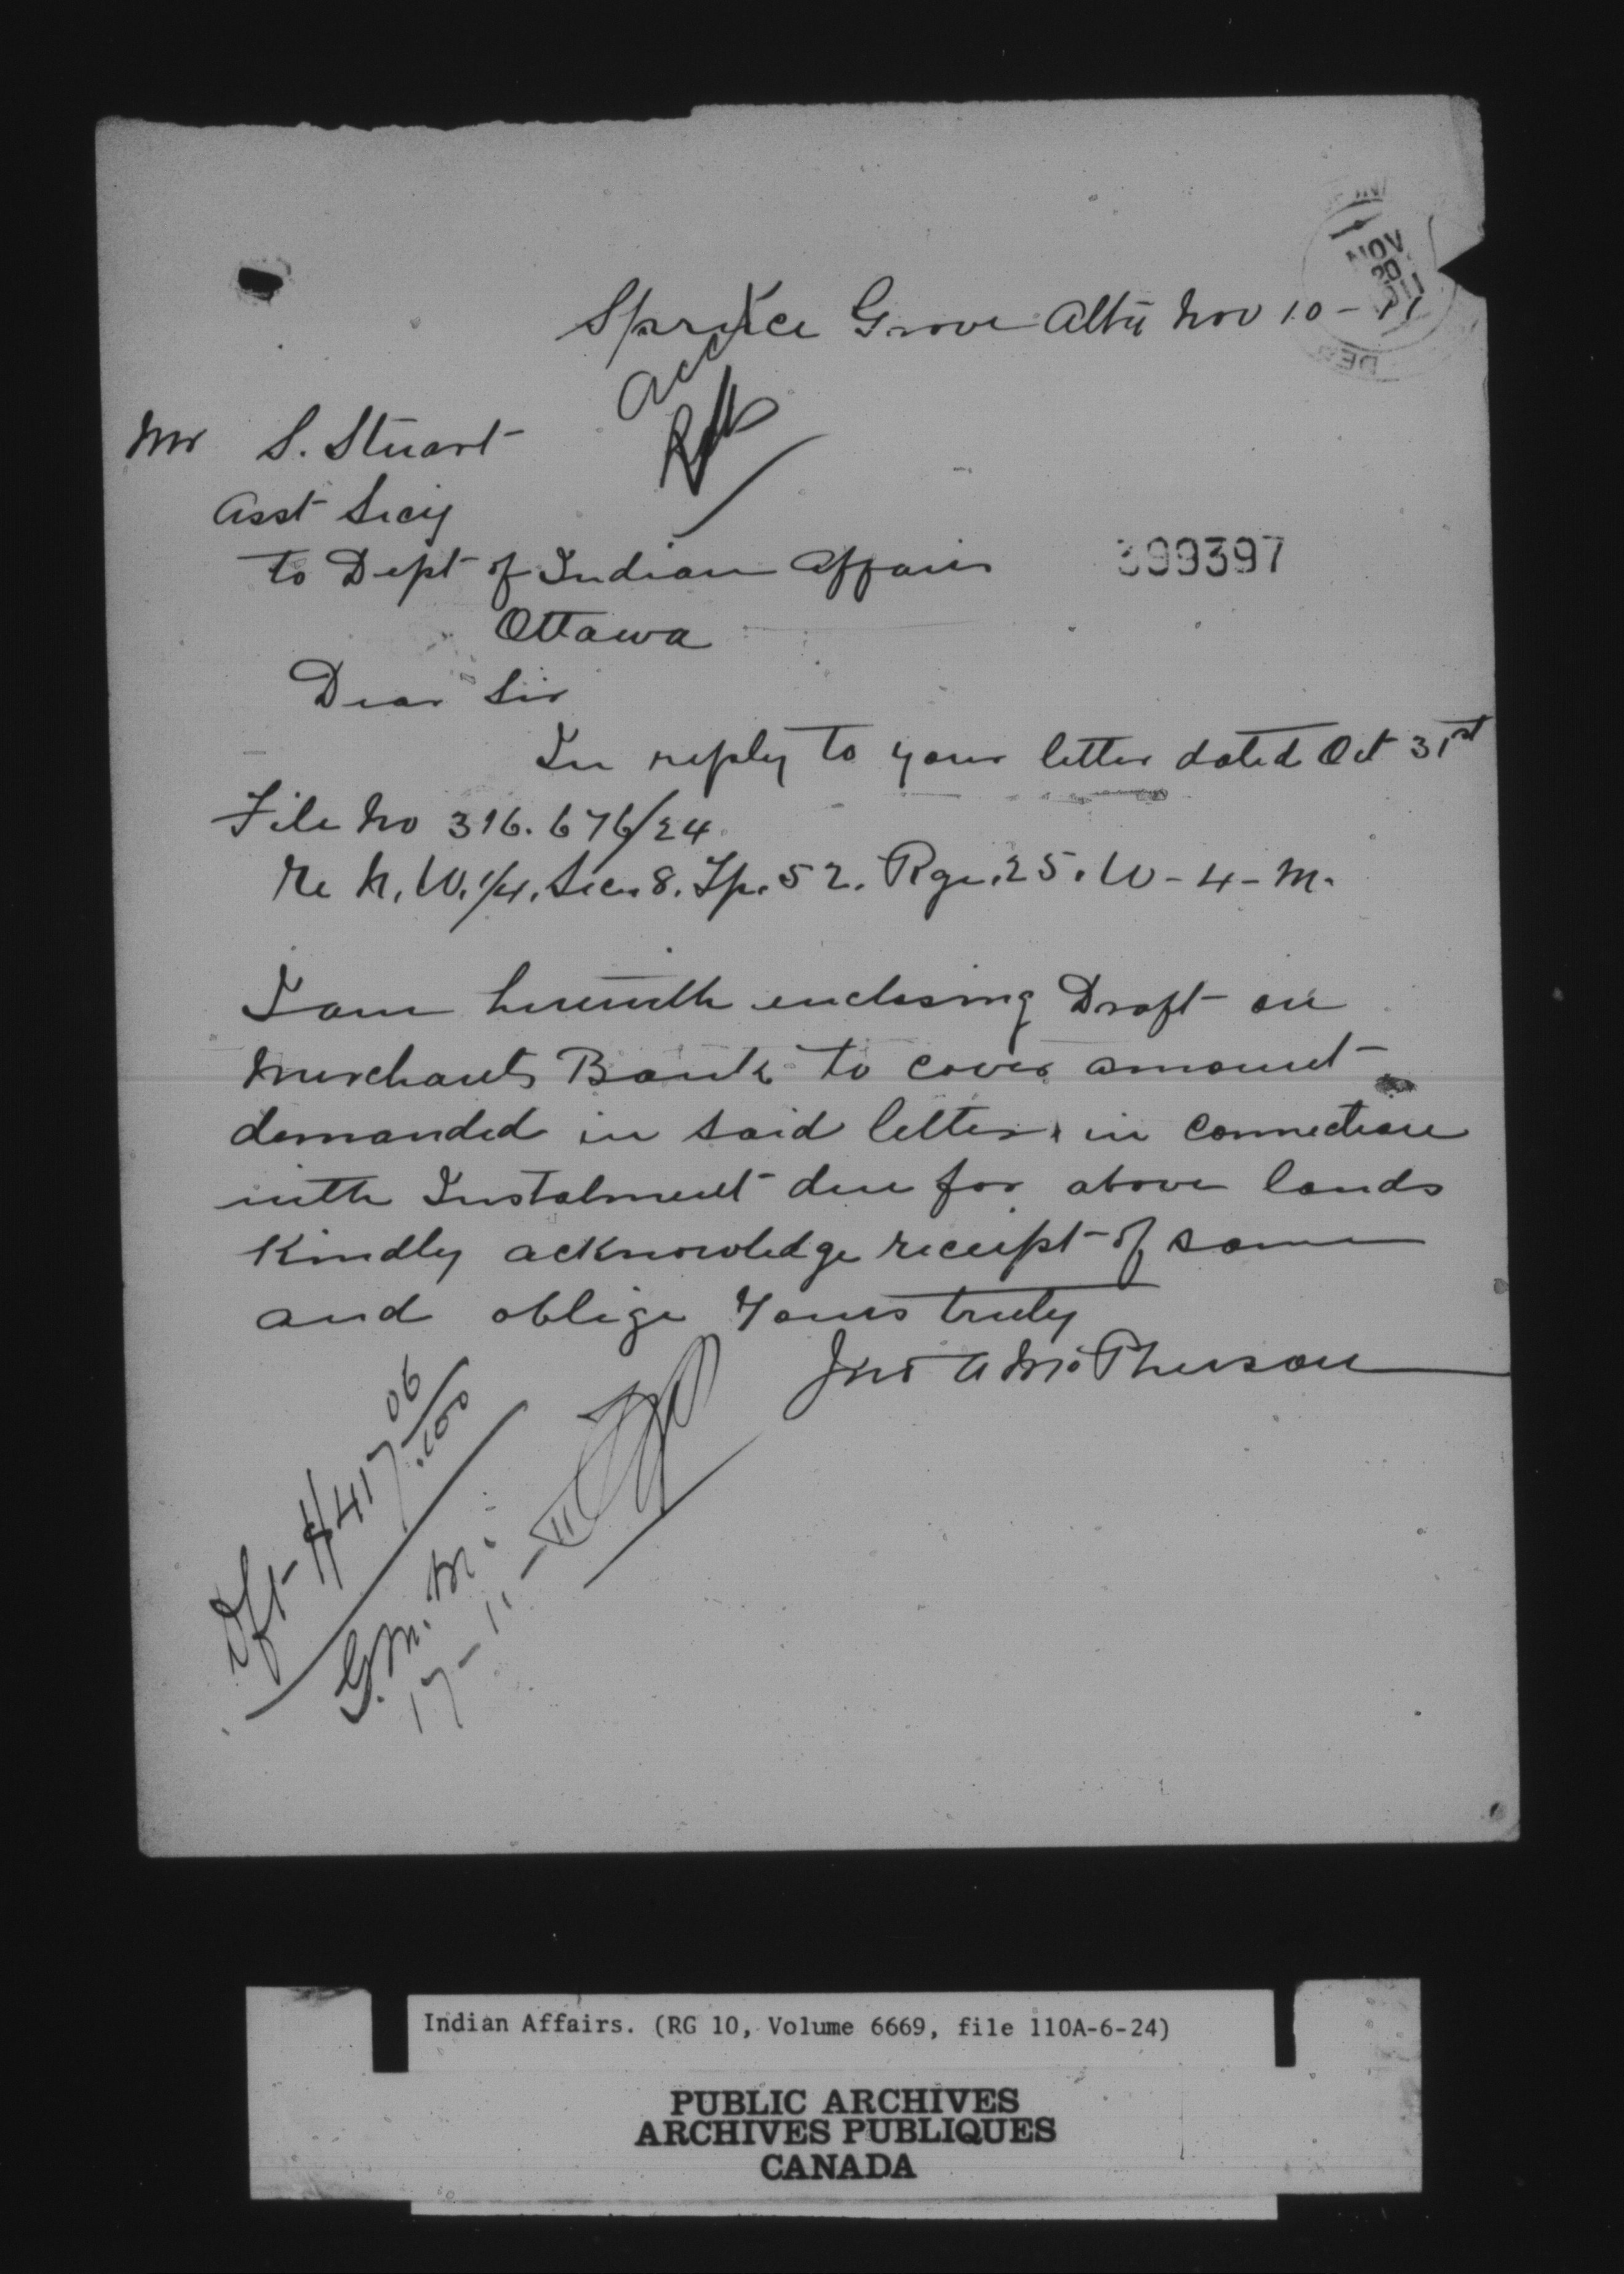 NOV
20
1911
DEP
Spruce Grove Alta Nov 10 - 11
Acct
Mr S. Stuart
Asst Secy
to Dept of Indian Affairs
399397
Ottawa
Dear Sir
In reply to your letter dated Oct 31st
File No 316.676/24
Re N.W. 1/4. Sec. 8. Tp. 52. Rge. 25. W-4-M.
I am herewith enclosing Draft on
Merchants Bank to cover amount
demanded in said letter, in connection
with Instalment due for above lands
Kindly acknowledge receipt of same
and oblige Yours truly
Jno A McPherson
Dft $417 06/100
G.M.M.
17-11-11
Indian Affairs. (RG 10, Volume 6669, file 110A-6-24)
PUBLIC ARCHIVES
ARCHIVES PUBLIQUES
CANADA